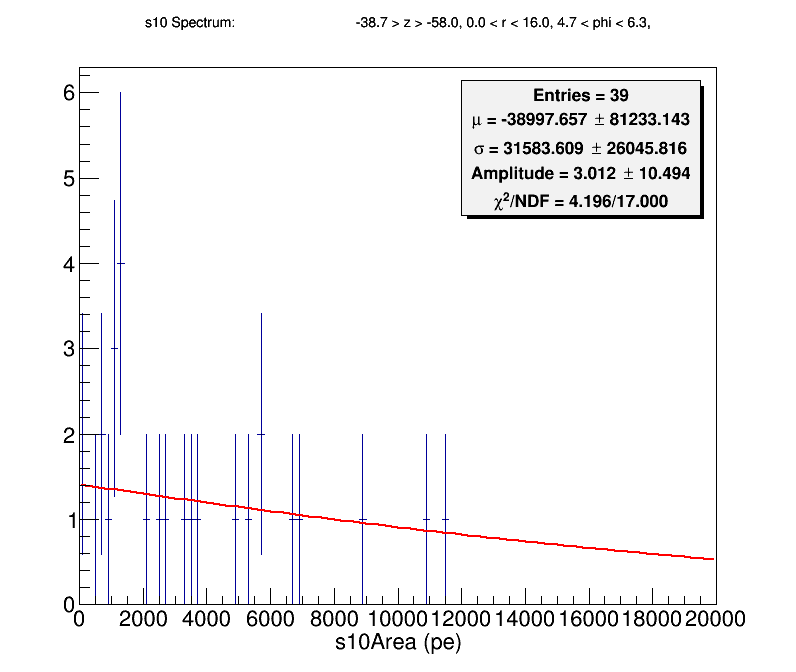 s10 Spectrum: -38.7 > z > -58.0, 0.0 < r < 16.0, 4.7 < phi < 6.3,
Entries = 39
μ = -38997.657 ± 81233.143
σ = 31583.609 ± 26045.816
Amplitude = 3.012 ± 10.494
χ²/NDF = 4.196/17.000
6
5
4
3
2
1
0
0 2000 4000 6000 8000 10000 12000 14000 16000 18000 20000
s10Area (pe)